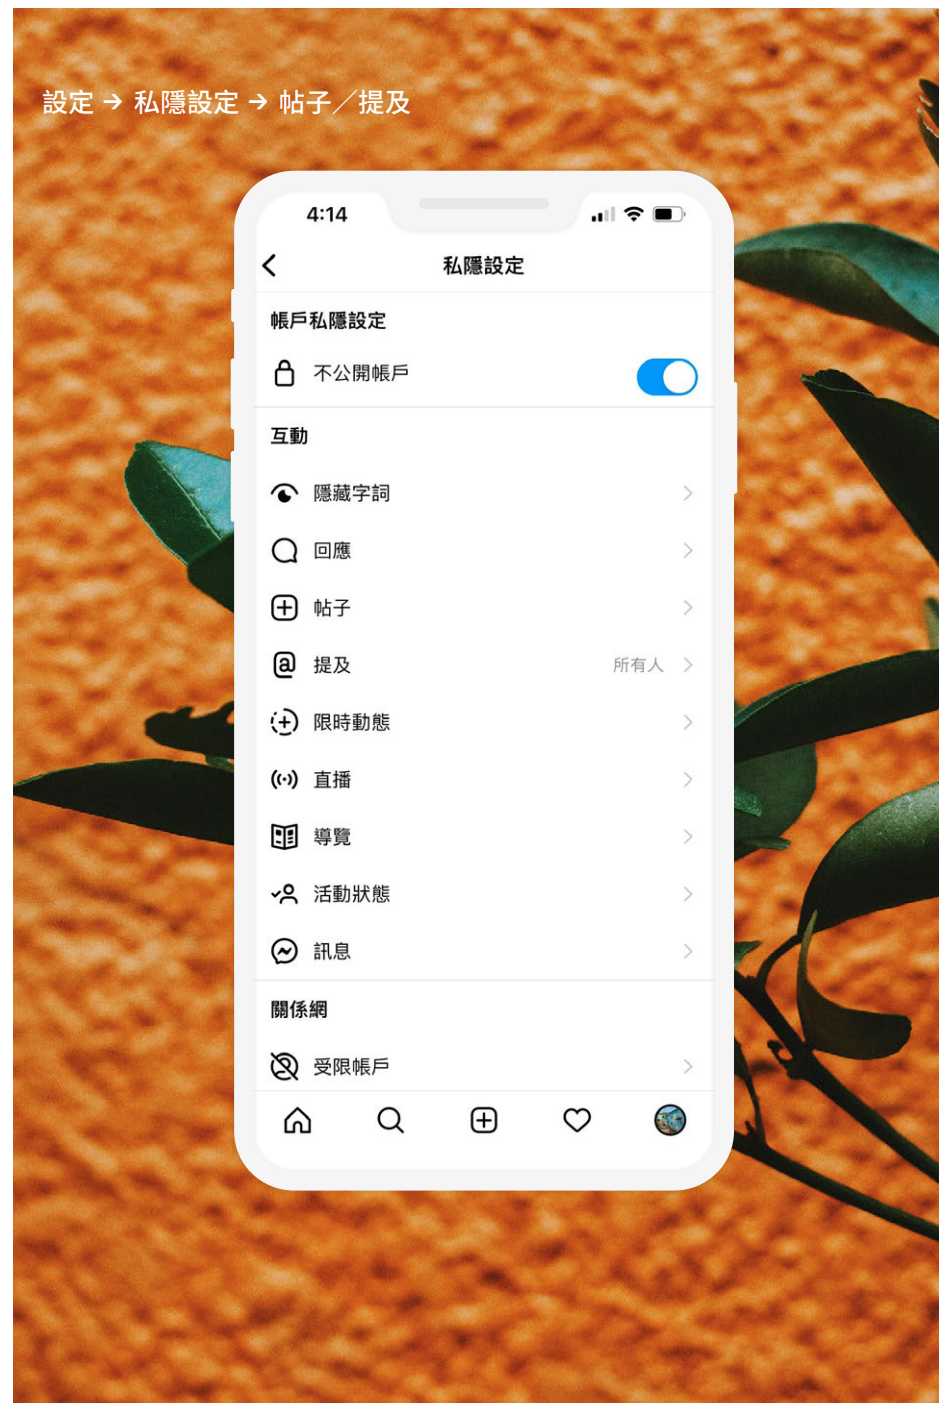 設定 → 私隱設定 → 帖子／提及
4:14
私隱設定
帳戶私隱設定
不公開帳戶
互動
隱藏字詞
回應
帖子
提及 所有人
限時動態
直播
導覽
活動狀態
訊息
關係網
受限帳戶